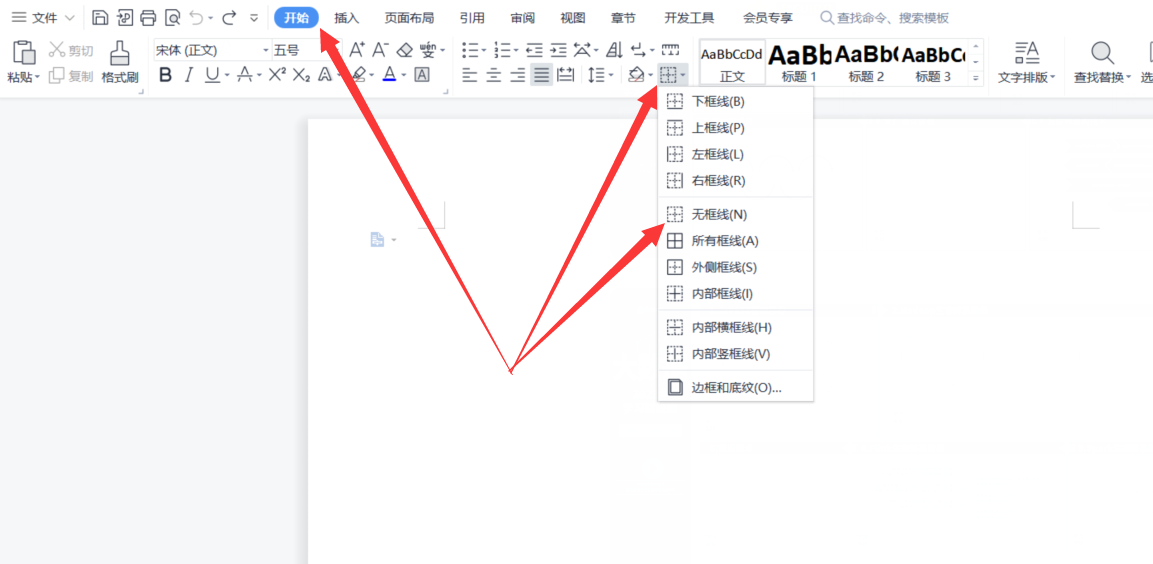 文件 开始 插入 页面布局 引用 审阅 视图 章节 开发工具 会员专享 查找命令、搜索模板
粘贴 剪切 复制 格式刷
宋体 (正文) 五号
B I U A X² X₂ A A A
AaBbCcDd 正文
AaBb 标题 1
AaBb( 标题 2
AaBbC 标题 3
文字排版 查找替换 选
下框线(B)
上框线(P)
左框线(L)
右框线(R)
无框线(N)
所有框线(A)
外侧框线(S)
内部框线(I)
内部横框线(H)
内部竖框线(V)
边框和底纹(O)...